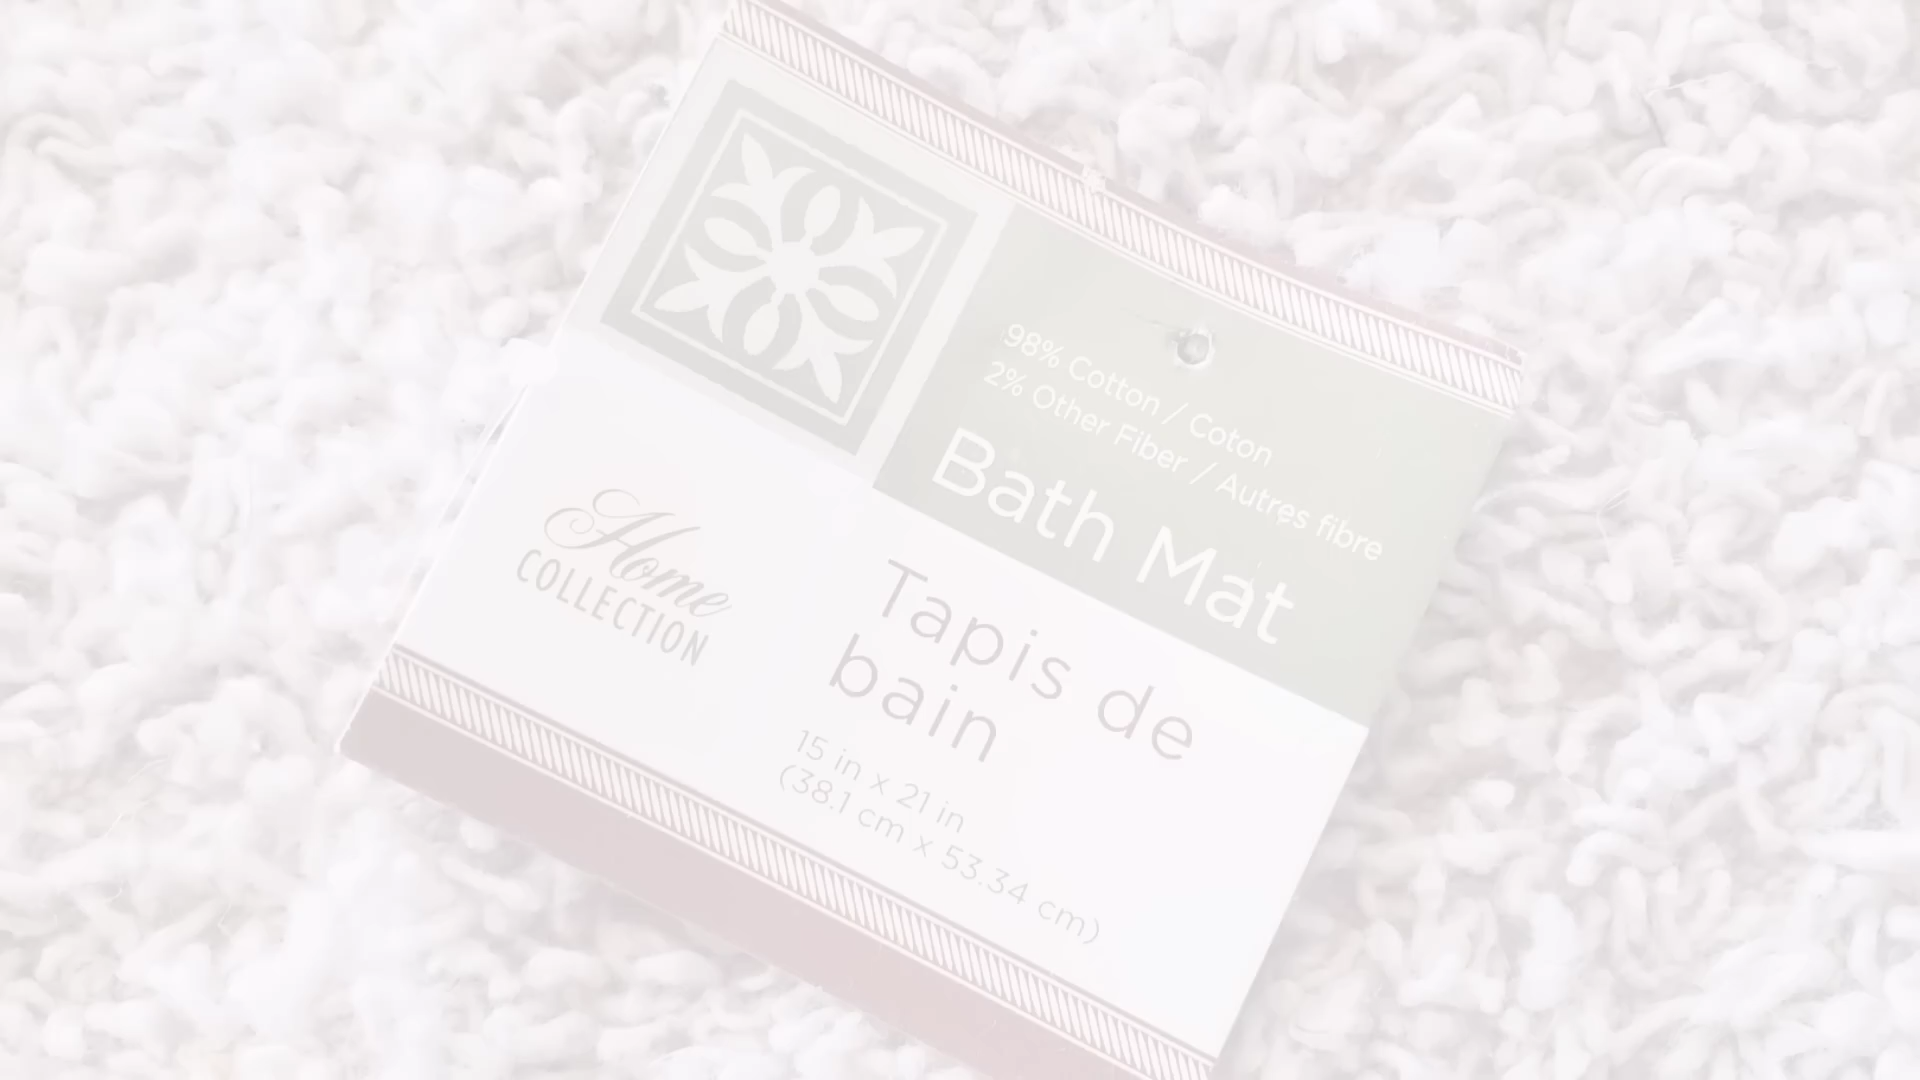 98% Cotton / Coton
2% Other Fiber / Autres fibre
Bath Mat
Home
COLLECTION
Tapis de
bain
15 in x 21 in
(38.1 cm x 53.34 cm)